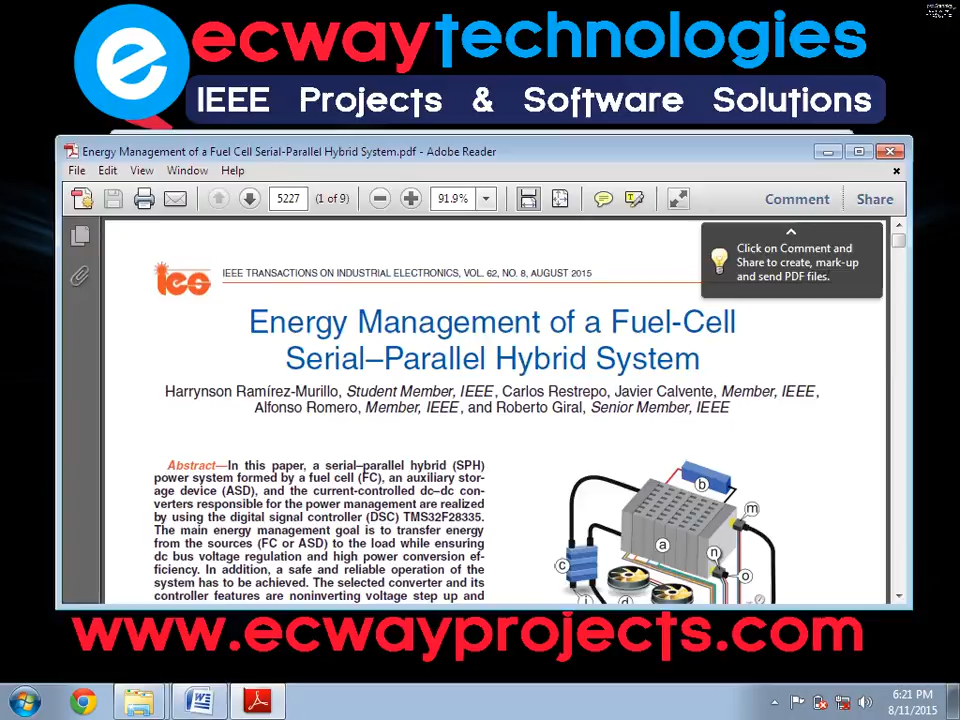 ecwaytechnologies
IEEE Projects & Software Solutions
Energy Management of a Fuel Cell Serial-Parallel Hybrid System.pdf - Adobe Reader
File Edit View Window Help
5227 (1 of 9) 91.9% Comment Share
Click on Comment and
Share to create, mark-up
and send PDF files.
ies
IEEE TRANSACTIONS ON INDUSTRIAL ELECTRONICS, VOL. 62, NO. 8, AUGUST 2015
Energy Management of a Fuel-Cell
Serial–Parallel Hybrid System
Harrynson Ramírez-Murillo, Student Member, IEEE, Carlos Restrepo, Javier Calvente, Member, IEEE,
Alfonso Romero, Member, IEEE, and Roberto Giral, Senior Member, IEEE
Abstract—In this paper, a serial–parallel hybrid (SPH)
power system formed by a fuel cell (FC), an auxiliary stor-
age device (ASD), and the current-controlled dc–dc con-
verters responsible for the power management are realized
by using the digital signal controller (DSC) TMS32F28335.
The main energy management goal is to transfer energy
from the sources (FC or ASD) to the load while ensuring
dc bus voltage regulation and high power conversion ef-
ficiency. In addition, a safe and reliable operation of the
system has to be achieved. The selected converter and its
controller features are noninverting voltage step up and
b
m
a
n
c
o
i
d
www.ecwayprojects.com
6:21 PM
8/11/2015